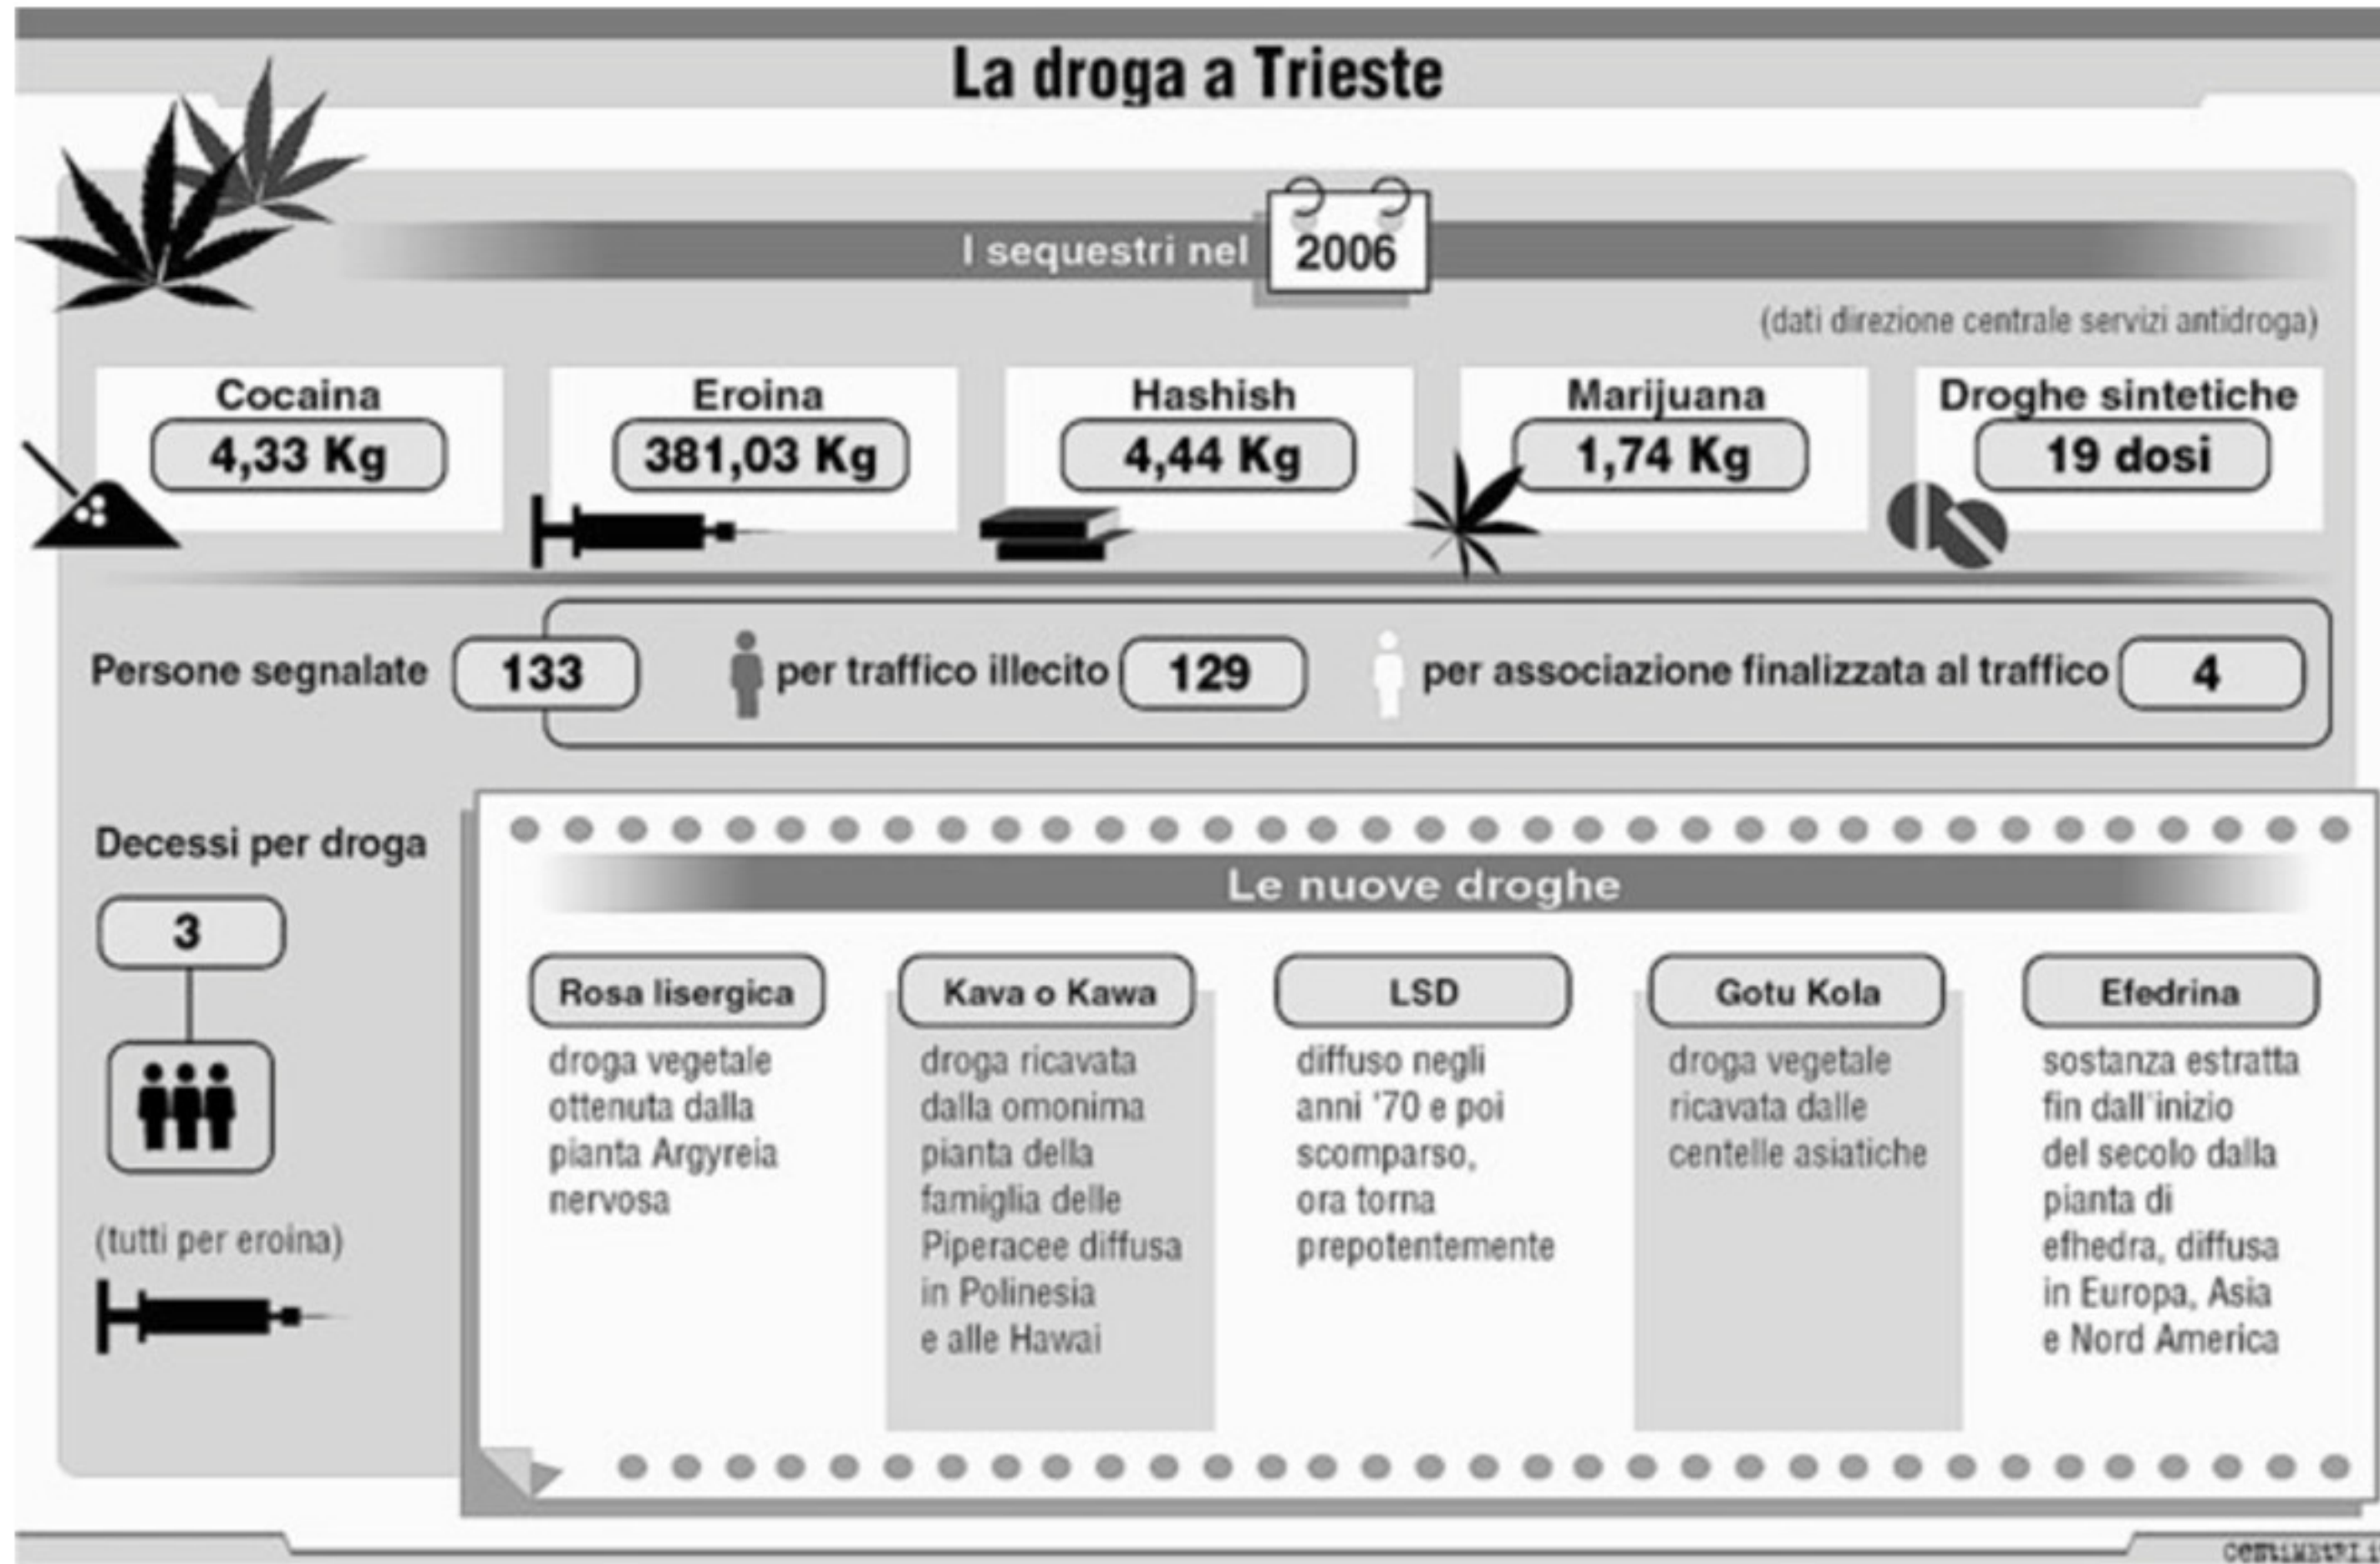 La droga a Trieste
I sequestri nel 2006
(dati direzione centrale servizi antidroga)
Cocaina
4,33 Kg
Eroina
381,03 Kg
Hashish
4,44 Kg
Marijuana
1,74 Kg
Droghe sintetiche
19 dosi
Persone segnalate 133 per traffico illecito 129 per associazione finalizzata al traffico 4
Decessi per droga
3
(tutti per eroina)
Le nuove droghe
Rosa lisergica
droga vegetale
ottenuta dalla
pianta Argyreia
nervosa
Kava o Kawa
droga ricavata
dalla omonima
pianta della
famiglia delle
Piperacee diffusa
in Polinesia
e alle Hawai
LSD
diffuso negli
anni '70 e poi
scomparso,
ora torna
prepotentemente
Gotu Kola
droga vegetale
ricavata dalle
centelle asiatiche
Efedrina
sostanza estratta
fin dall'inizio
del secolo dalla
pianta di
efhedra, diffusa
in Europa, Asia
e Nord America